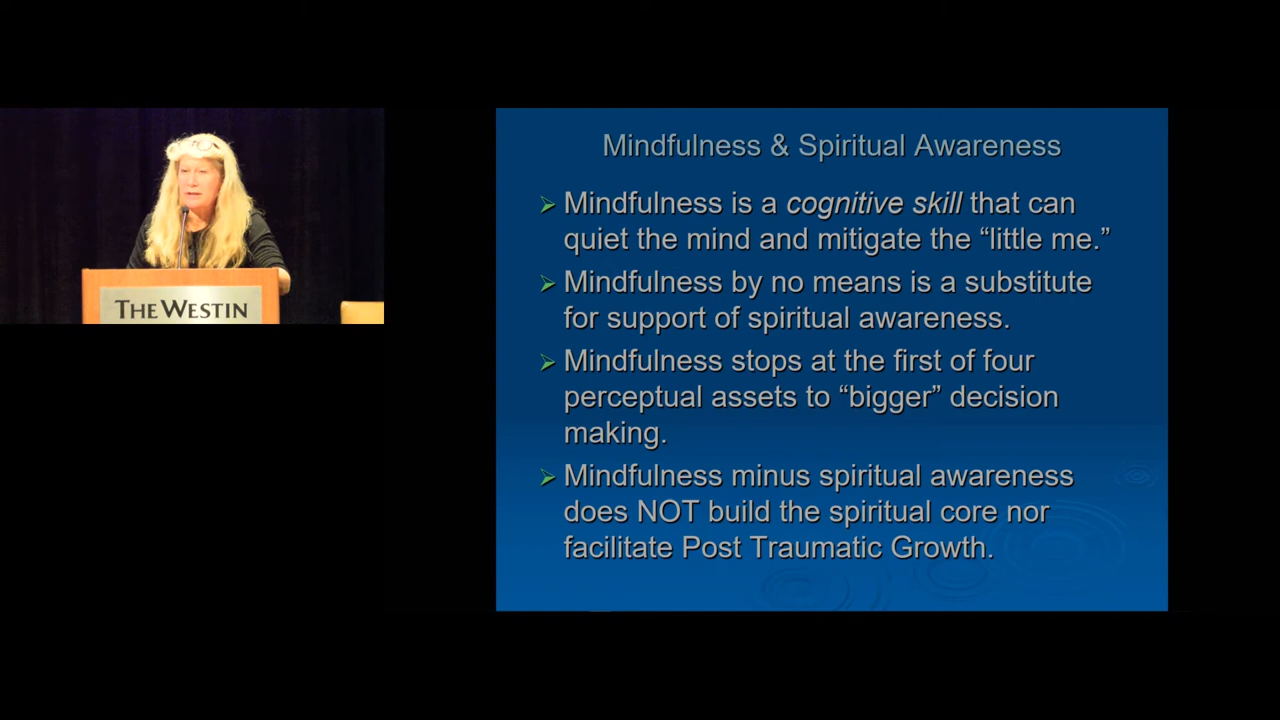 THE WESTIN
Mindfulness & Spiritual Awareness
Mindfulness is a cognitive skill that can
quiet the mind and mitigate the “little me.”
Mindfulness by no means is a substitute
for support of spiritual awareness.
Mindfulness stops at the first of four
perceptual assets to “bigger” decision
making.
Mindfulness minus spiritual awareness
does NOT build the spiritual core nor
facilitate Post Traumatic Growth.